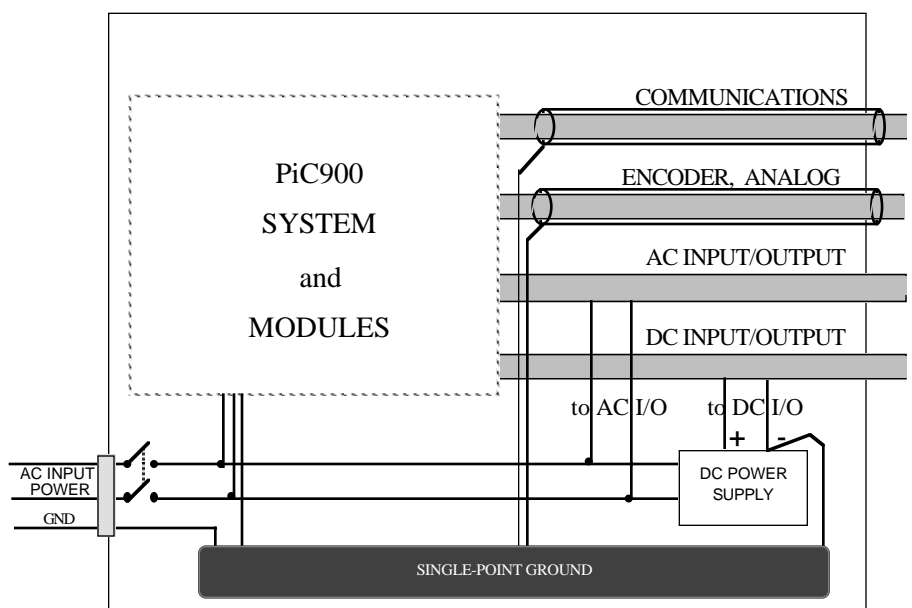 COMMUNICATIONS
PiC900
SYSTEM
and
MODULES
ENCODER, ANALOG
AC INPUT/OUTPUT
DC INPUT/OUTPUT
to AC I/O
to DC I/O
+ -
AC INPUT
POWER
GND
DC POWER
SUPPLY
SINGLE-POINT GROUND